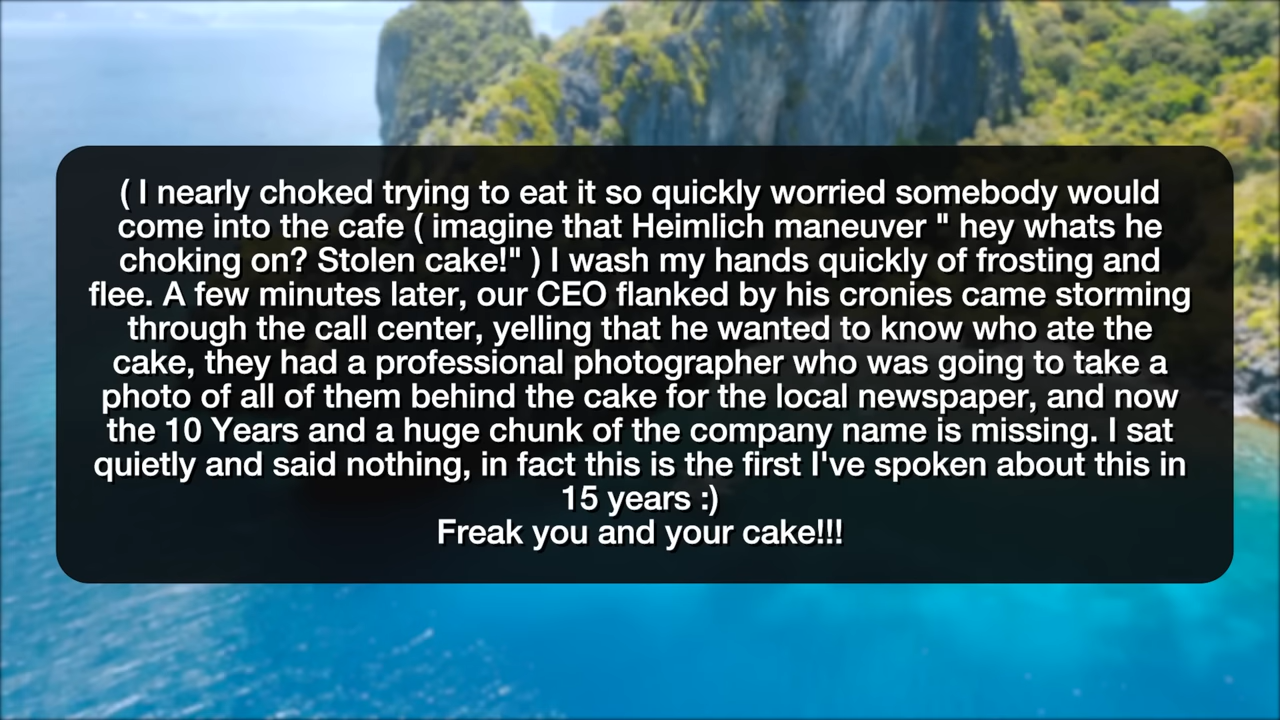 ( I nearly choked trying to eat it so quickly worried somebody would
come into the cafe ( imagine that Heimlich maneuver " hey whats he
choking on? Stolen cake!" ) I wash my hands quickly of frosting and
flee. A few minutes later, our CEO flanked by his cronies came storming
through the call center, yelling that he wanted to know who ate the
cake, they had a professional photographer who was going to take a
photo of all of them behind the cake for the local newspaper, and now
the 10 Years and a huge chunk of the company name is missing. I sat
quietly and said nothing, in fact this is the first I've spoken about this in
15 years :)
Freak you and your cake!!!